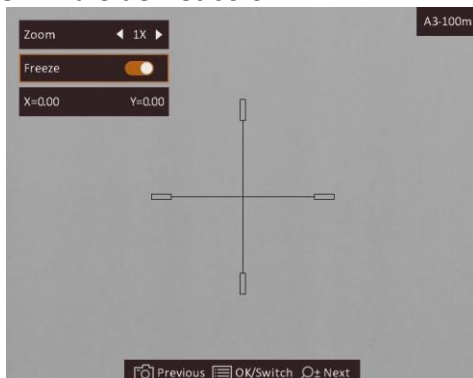 A3-100m
Zoom ◀ 1X ▶
Freeze
X=0.00 Y=0.00
Previous OK/Switch Next